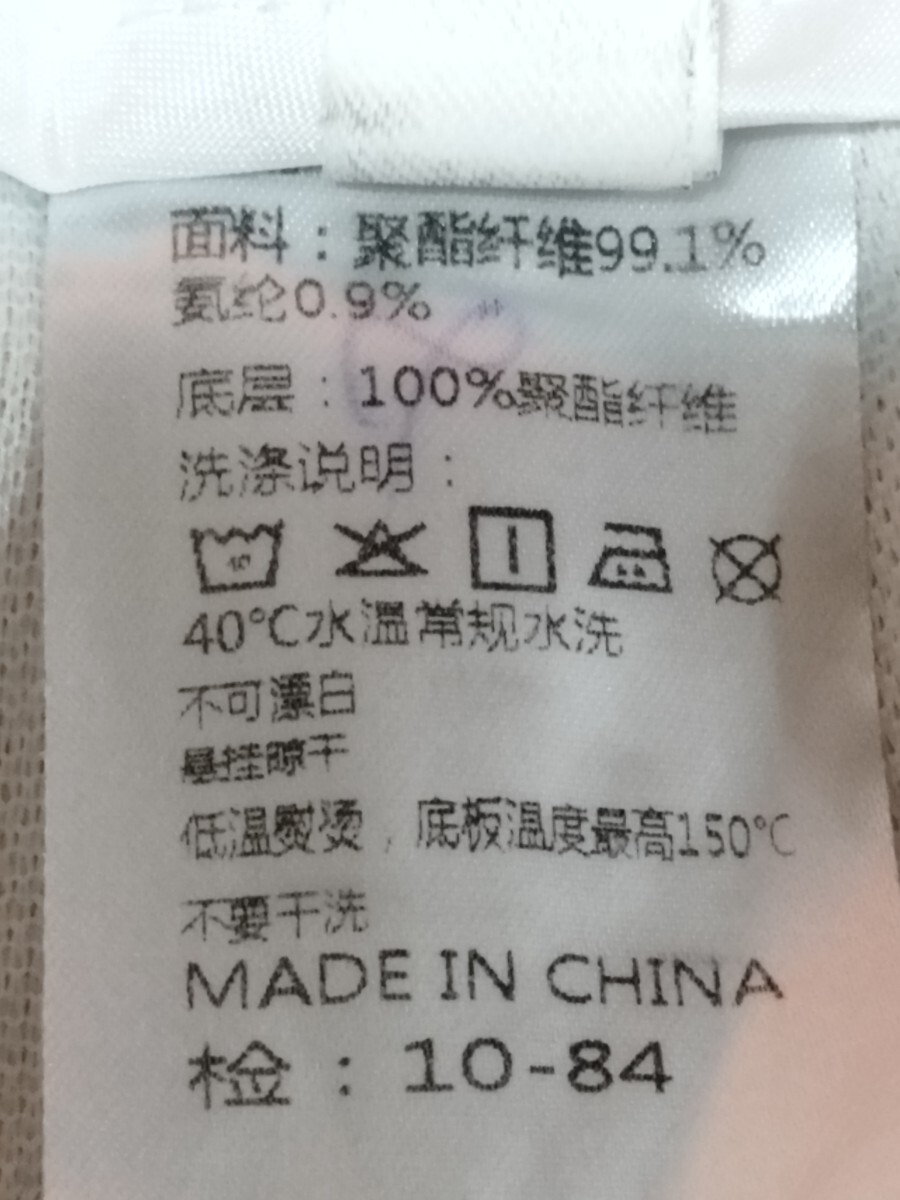 面料：聚酯纤维99.1%
氨纶0.9%
底层：100%聚酯纤维
洗涤说明：
40℃水温常规水洗
不可漂白
悬挂晾干
低温熨烫，底板温度最高150℃
不要干洗
MADE IN CHINA
检：10-84